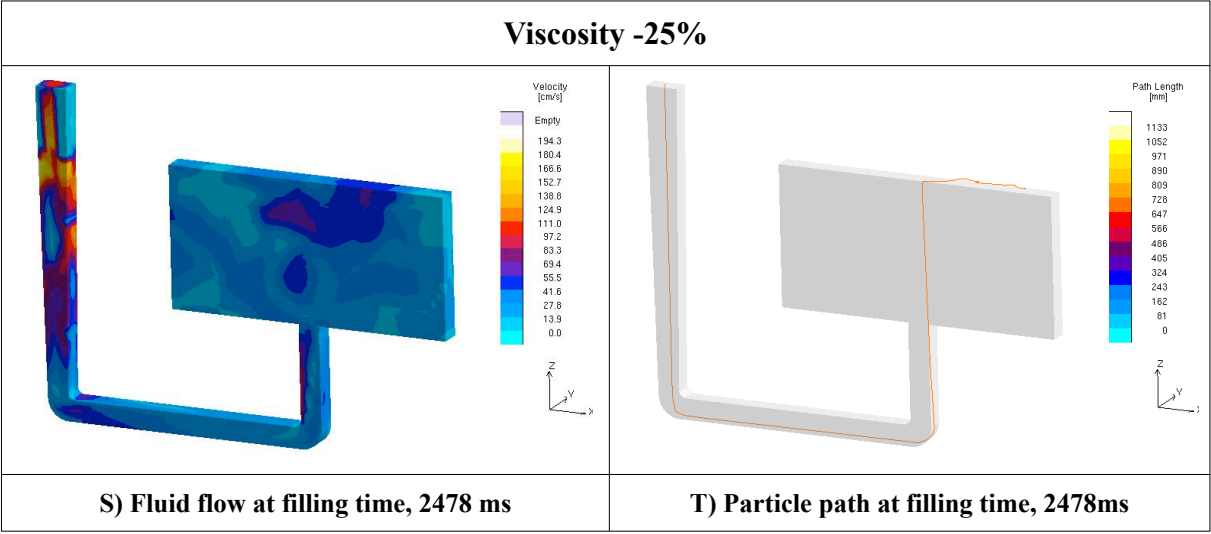 Viscosity -25%
Velocity
[cm/s]
Empty
194.3
180.4
166.6
152.7
138.8
124.9
111.0
97.2
83.3
69.4
55.5
41.6
27.8
13.9
0.0
Z
Y
X
Path Length
[mm]
1133
1052
971
890
809
728
647
566
486
405
324
243
162
81
0
Z
Y
S) Fluid flow at filling time, 2478 ms
T) Particle path at filling time, 2478ms